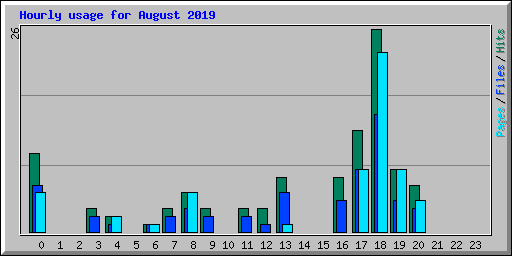 Hourly usage for August 2019
26
Pages/Files/Hits
0 1 2 3 4 5 6 7 8 9 10 11 12 13 14 15 16 17 18 19 20 21 22 23